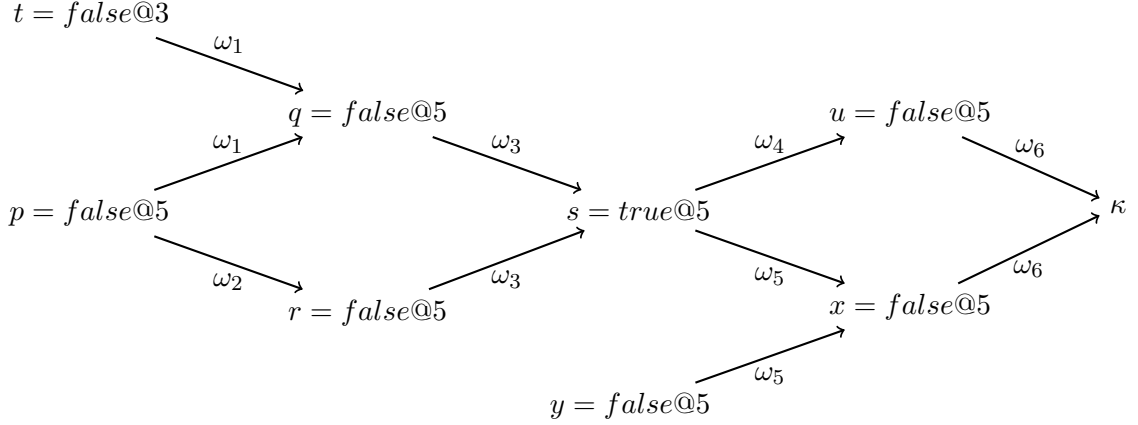 t = false@3
ω1
q = false@5
u = false@5
ω1
ω3
ω4
ω6
p = false@5
s = true@5
κ
ω2
ω3
ω5
ω6
r = false@5
x = false@5
ω5
y = false@5